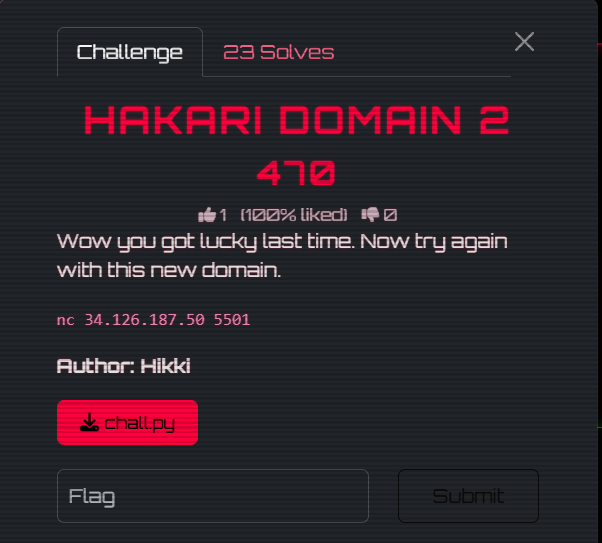 Challenge
23 Solves
HAKARI DOMAIN 2
470
1 (100% liked) 0
Wow you got lucky last time. Now try again
with this new domain.
nc 34.126.187.50 5501
Author: Hikki
chall.py
Flag
Submit